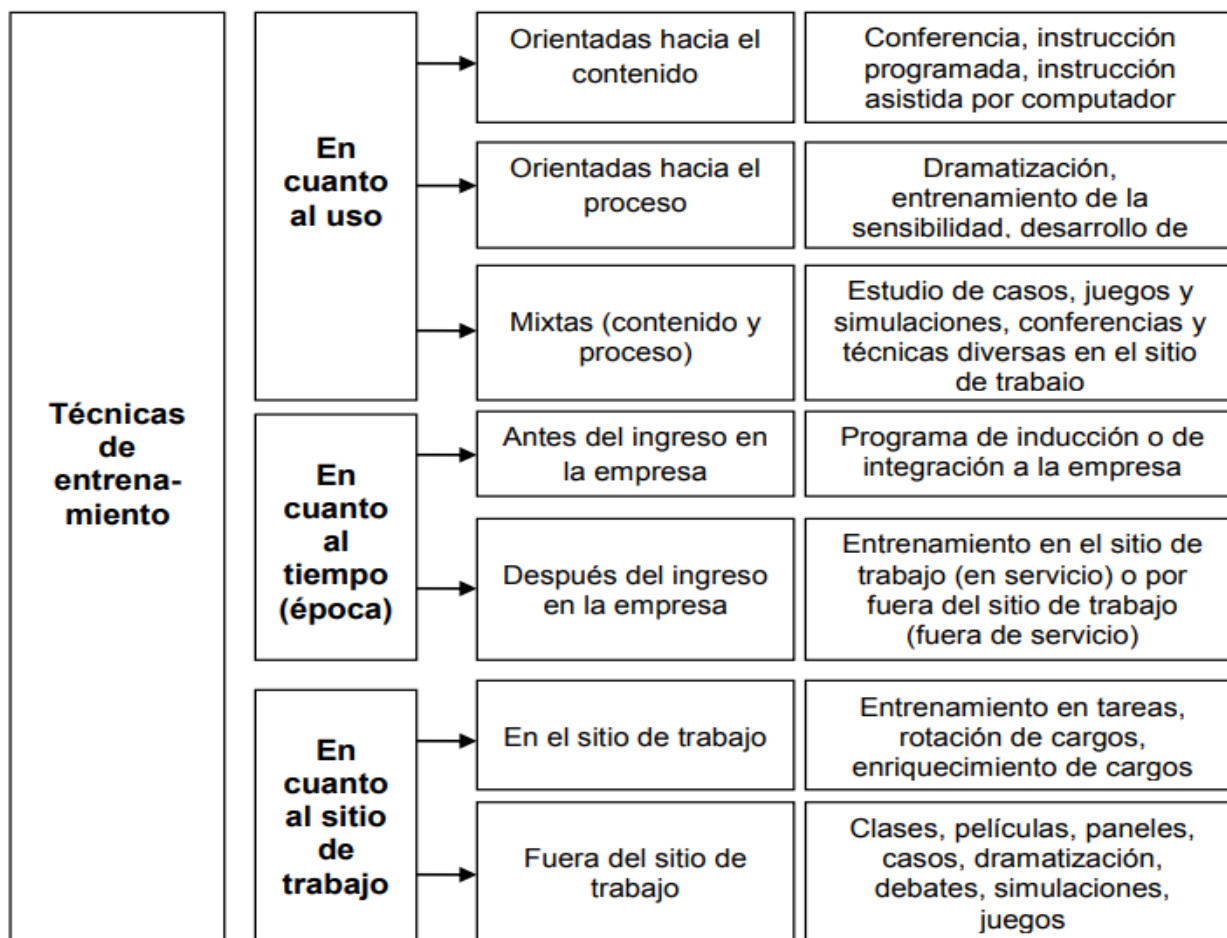 Técnicas
de
entrena-
miento
En
cuanto
al uso
Orientadas hacia el
contenido
Conferencia, instrucción
programada, instrucción
asistida por computador
Orientadas hacia el
proceso
Dramatización,
entrenamiento de la
sensibilidad, desarrollo de
Mixtas (contenido y
proceso)
Estudio de casos, juegos y
simulaciones, conferencias y
técnicas diversas en el sitio
de trabajo
En
cuanto
al
tiempo
(época)
Antes del ingreso en
la empresa
Programa de inducción o de
integración a la empresa
Después del ingreso
en la empresa
Entrenamiento en el sitio de
trabajo (en servicio) o por
fuera del sitio de trabajo
(fuera de servicio)
En
cuanto
al sitio
de
trabajo
En el sitio de trabajo
Entrenamiento en tareas,
rotación de cargos,
enriquecimiento de cargos
Fuera del sitio de
trabajo
Clases, películas, paneles,
casos, dramatización,
debates, simulaciones,
juegos